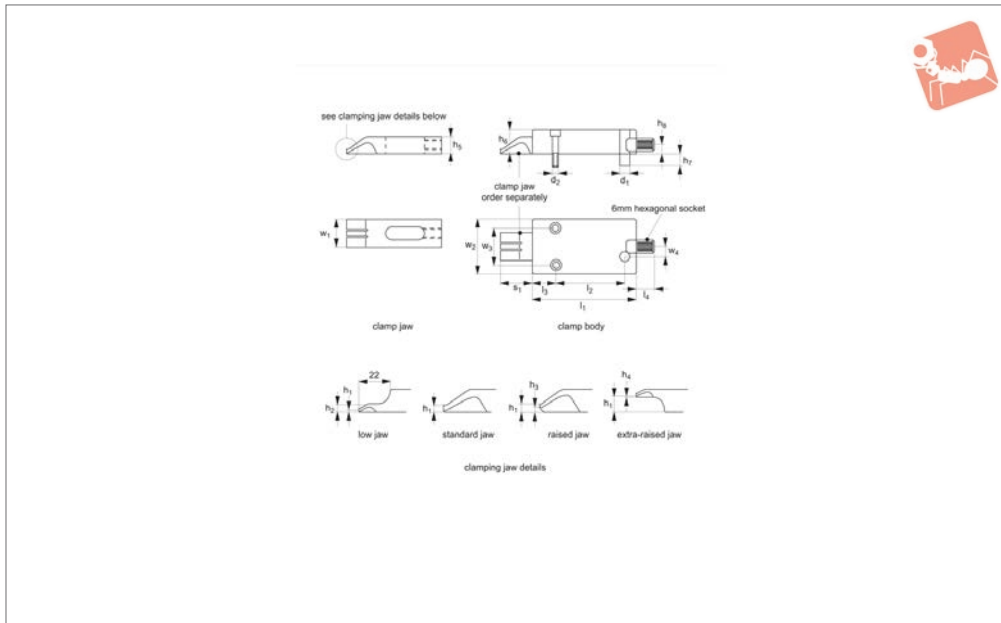 see clamping jaw details below
h5
h6
h8
h7
d2
d1
clamp jaw
order separately
6mm hexagonal socket
w1
w2
w3
w4
s1
l3
l2
l4
l1
clamp jaw
clamp body
22
h1
h2
h1
h3
h1
h4
h1
low jaw
standard jaw
raised jaw
extra-raised jaw
clamping jaw details